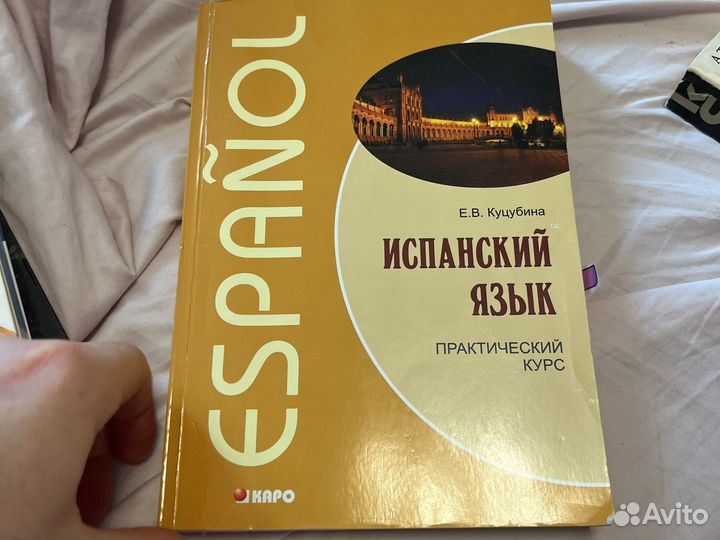 ESPAÑOL
Е.В. Куцубина
ИСПАНСКИЙ
ЯЗЫК
ПРАКТИЧЕСКИЙ
КУРС
КАРО
Avito